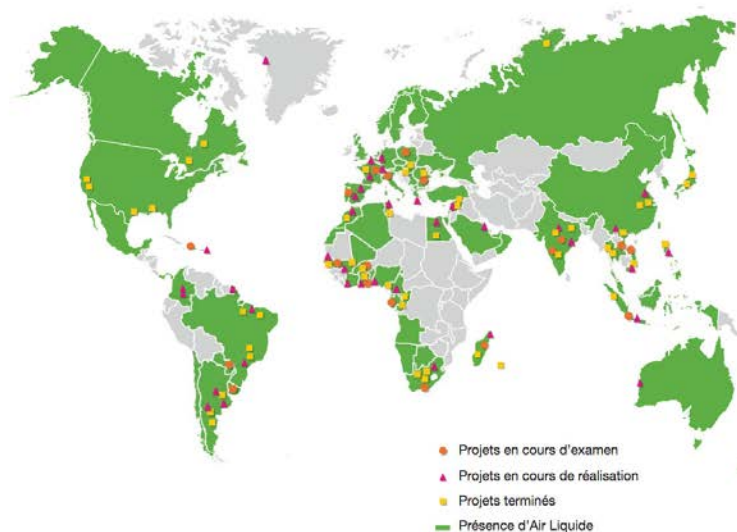 Projets en cours d'examen
Projets en cours de réalisation
Projets terminés
Présence d'Air Liquide